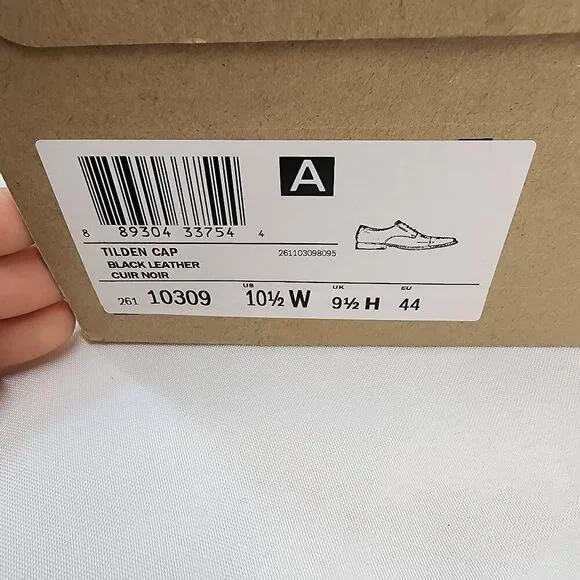 A
8 89304 33754 4
TILDEN CAP 261103098095
BLACK LEATHER
CUIR NOIR
US UK EU
261 10309 10½ W 9½ H 44